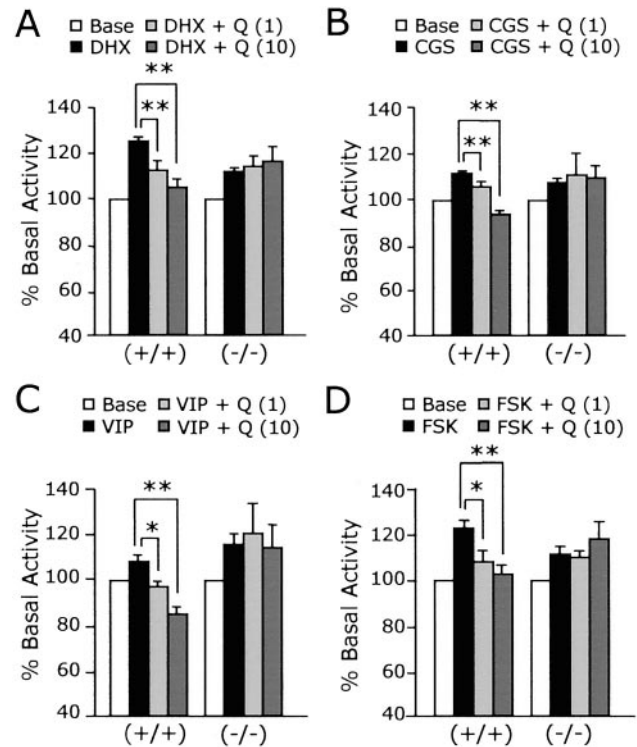 A
Base DHX + Q (1)
DHX DHX + Q (10)
% Basal Activity
140
120
100
80
60
40
**
**
(+/+) (-/-)
B
Base CGS + Q (1)
CGS CGS + Q (10)
% Basal Activity
140
120
100
80
60
40
**
**
(+/+) (-/-)
C
Base VIP + Q (1)
VIP VIP + Q (10)
% Basal Activity
140
120
100
80
60
40
**
*
(+/+) (-/-)
D
Base FSK + Q (1)
FSK FSK + Q (10)
% Basal Activity
140
120
100
80
60
40
**
*
(+/+) (-/-)